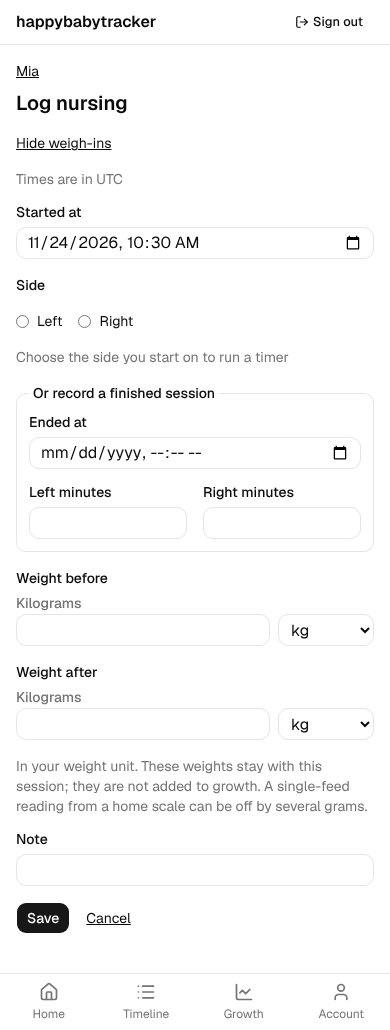 happybabytracker
Sign out
Mia
Log nursing
Hide weigh-ins
Times are in UTC
Started at
11/24/2026, 10:30 AM
Side
Left
Right
Choose the side you start on to run a timer
Or record a finished session
Ended at
mm/dd/yyyy, --:-- --
Left minutes
Right minutes
Weight before
Kilograms
kg
Weight after
Kilograms
kg
In your weight unit. These weights stay with this
session; they are not added to growth. A single-feed
reading from a home scale can be off by several grams.
Note
Save
Cancel
Home
Timeline
Growth
Account